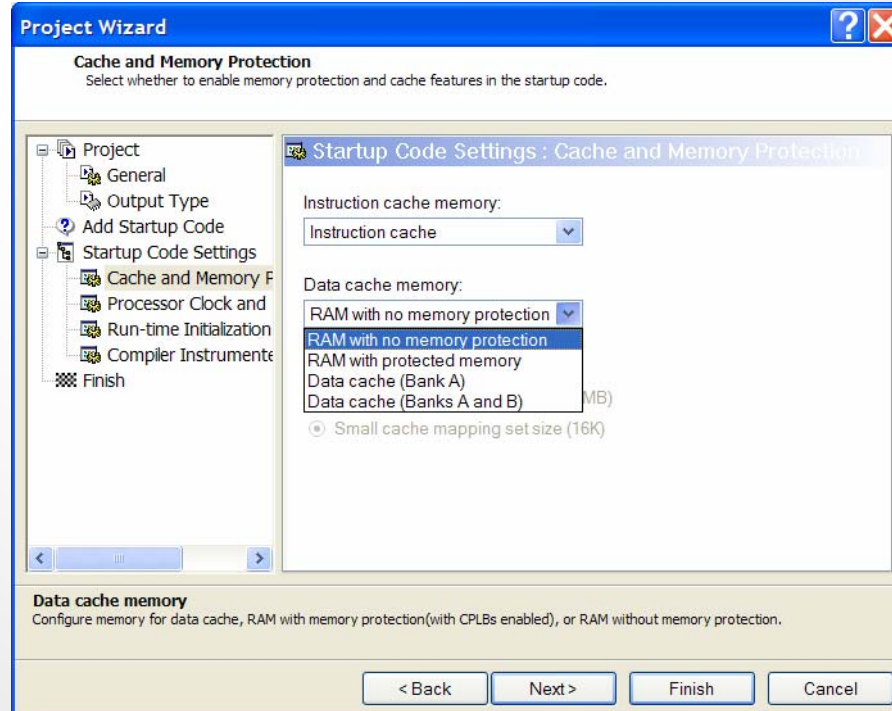 Project Wizard
Cache and Memory Protection
Select whether to enable memory protection and cache features in the startup code.
Project
General
Output Type
Add Startup Code
Startup Code Settings
Cache and Memory P
Processor Clock and
Run-time Initialization
Compiler Instrumente
Finish
Startup Code Settings : Cache and Memory Protection
Instruction cache memory:
Instruction cache
Data cache memory:
RAM with no memory protection
RAM with no memory protection
RAM with protected memory
Data cache (Bank A)
Data cache (Banks A and B)
MB)
Small cache mapping set size (16K)
Data cache memory
Configure memory for data cache, RAM with memory protection(with CPLBs enabled), or RAM without memory protection.
< Back
Next >
Finish
Cancel